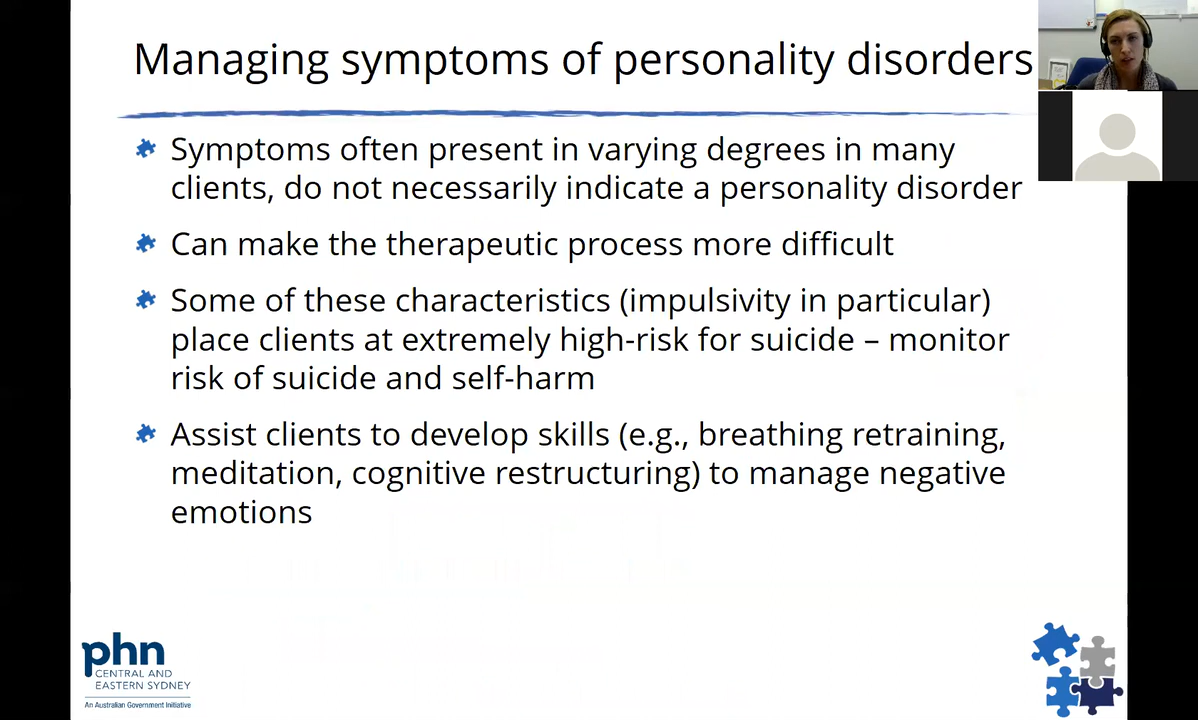 Managing symptoms of personality disorders
Symptoms often present in varying degrees in many
clients, do not necessarily indicate a personality disorder
Can make the therapeutic process more difficult
Some of these characteristics (impulsivity in particular)
place clients at extremely high-risk for suicide – monitor
risk of suicide and self-harm
Assist clients to develop skills (e.g., breathing retraining,
meditation, cognitive restructuring) to manage negative
emotions
phn
CENTRAL AND
EASTERN SYDNEY
An Australian Government Initiative